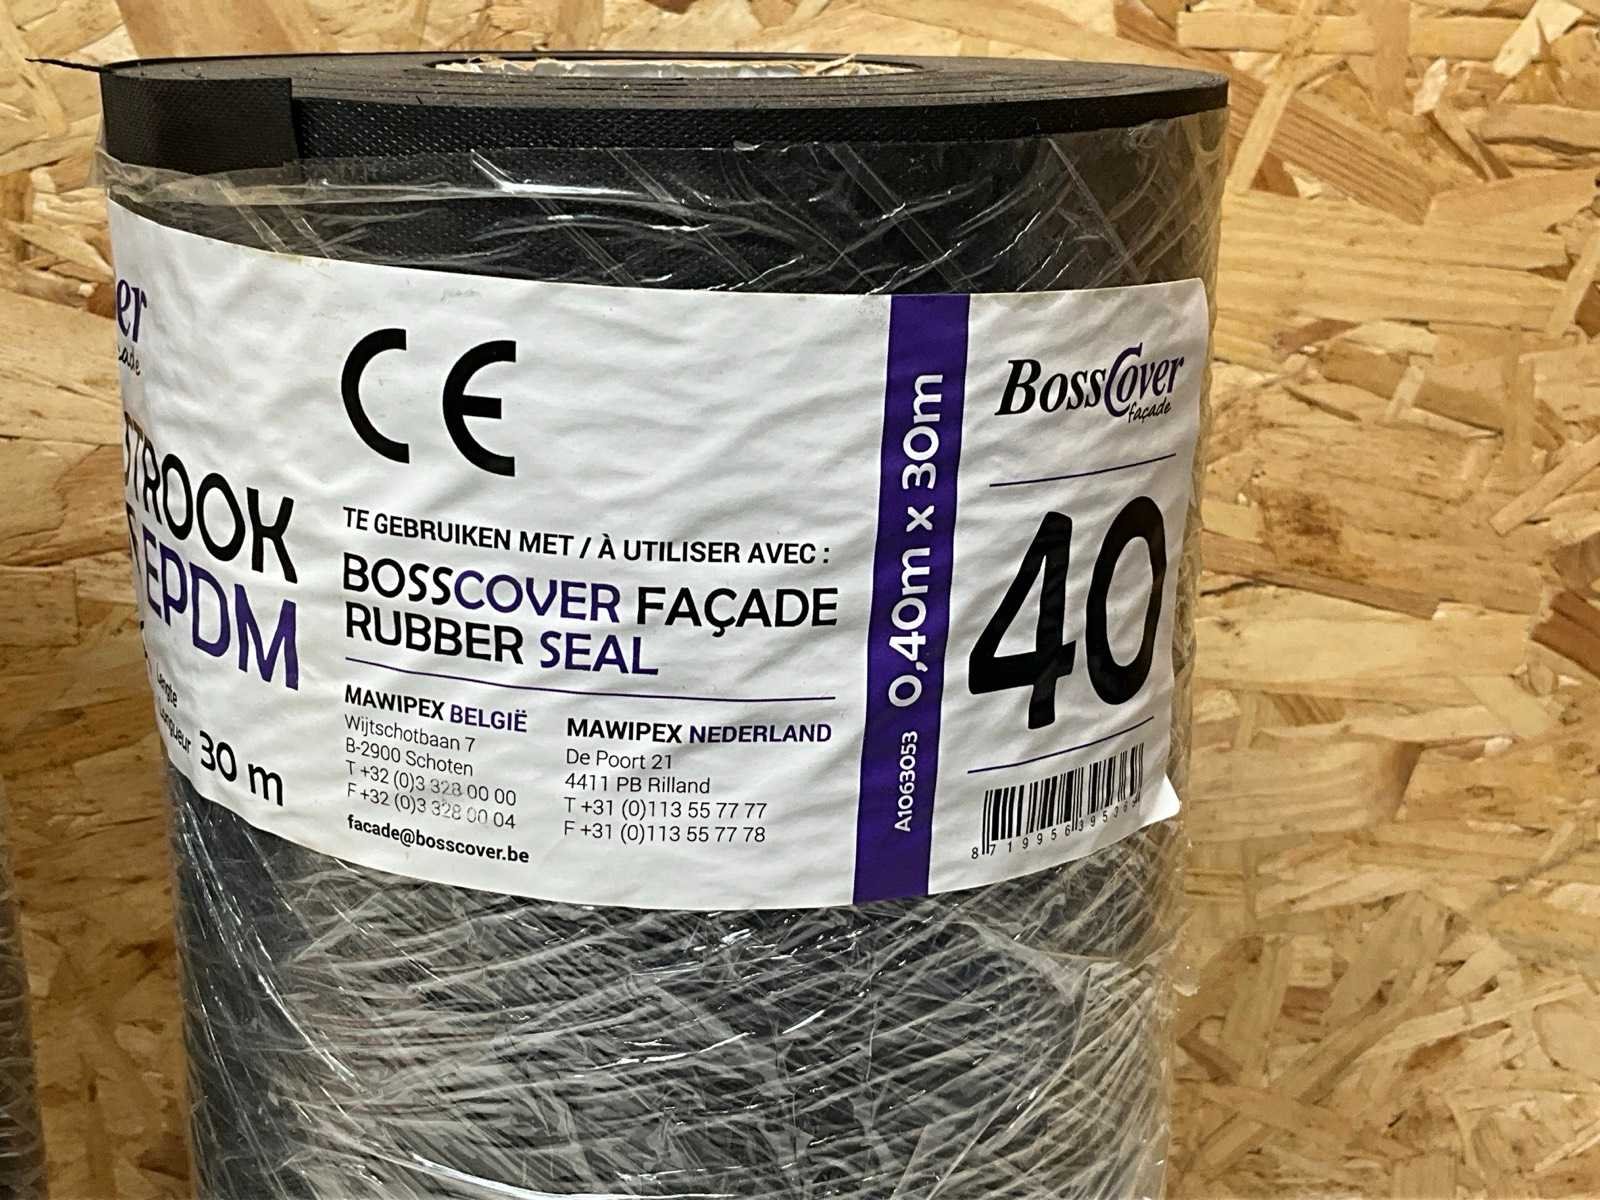 er
açade
STROOK
EPDM
Lengte
Longueur 30 m
CE
TE GEBRUIKEN MET / À UTILISER AVEC :
BOSSCOVER FAÇADE
RUBBER SEAL
MAWIPEX BELGIË
Wijtschotbaan 7
B-2900 Schoten
T +32 (0)3 328 00 00
F +32 (0)3 328 00 04
facade@bosscover.be
MAWIPEX NEDERLAND
De Poort 21
4411 PB Rilland
T +31 (0)113 55 77 77
F +31 (0)113 55 77 78
A1063053 0,40m x 30m
BossCover
façade
40